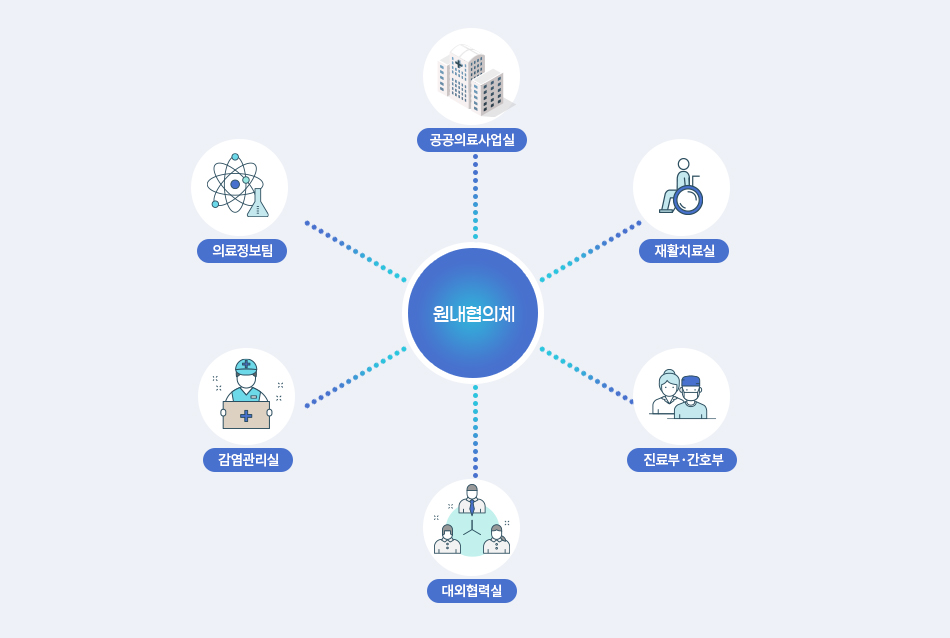 공공의료사업실
의료정보팀
재활치료실
원내협의체
감염관리실
진료부·간호부
대외협력실